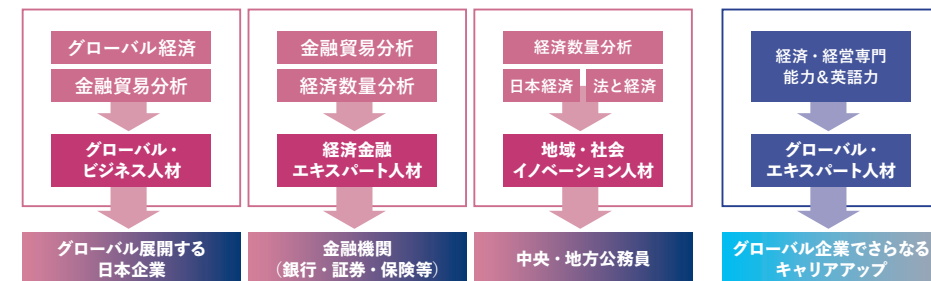 グローバル経済
金融貿易分析
グローバル・
ビジネス人材
グローバル展開する
日本企業
金融貿易分析
経済数量分析
経済金融
エキスパート人材
金融機関
（銀行・証券・保険等）
経済数量分析
日本経済
法と経済
地域・社会
イノベーション人材
中央・地方公務員
経済・経営専門
能力&英語力
グローバル・
エキスパート人材
グローバル企業でさらなる
キャリアアップ